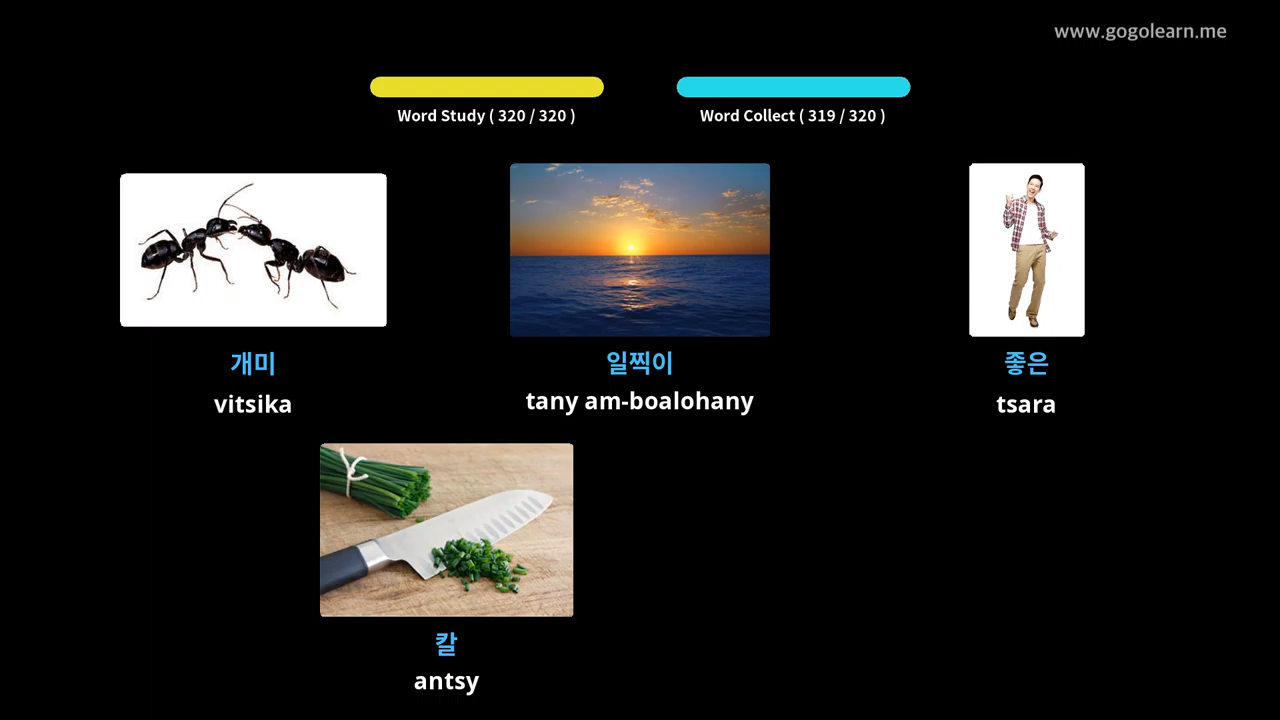 www.gogolearn.me
Word Study ( 320 / 320 )
Word Collect ( 319 / 320 )
개미
vitsika
일찍이
tany am-boalohany
좋은
tsara
칼
antsy